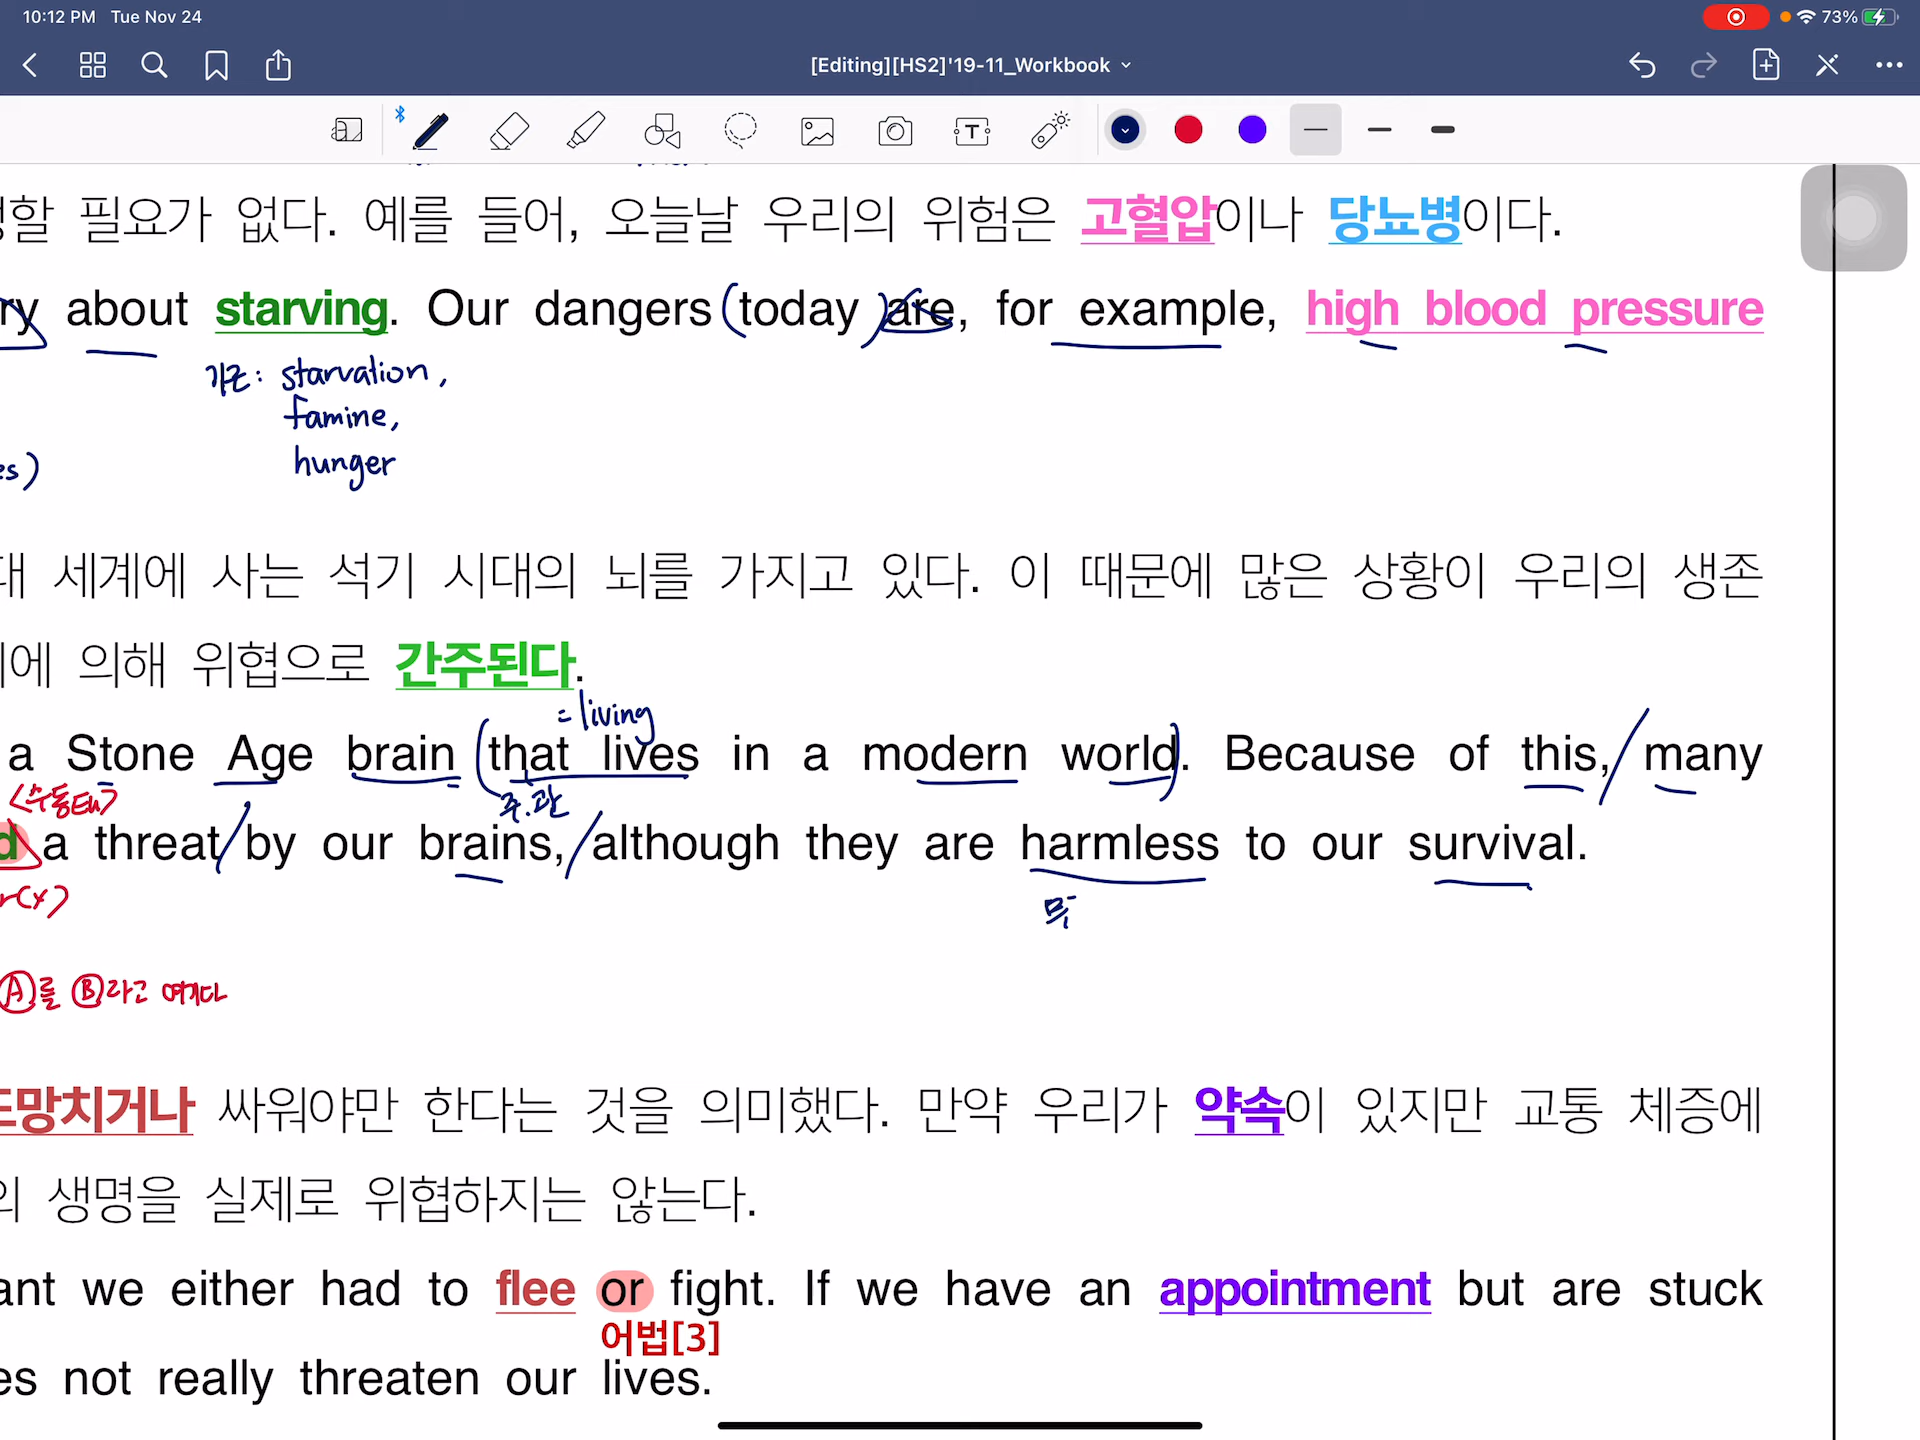 10:12 PM Tue Nov 24
73%
[Editing][HS2]'19-11_Workbook
할 필요가 없다. 예를 들어, 오늘날 우리의 위험은 고혈압이나 당뇨병이다.
ry about starving. Our dangers (today) are, for example, high blood pressure
기근: starvation,
famine,
hunger
es)
대 세계에 사는 석기 시대의 뇌를 가지고 있다. 이 때문에 많은 상황이 우리의 생존
에 의해 위협으로 간주된다.
= living
a Stone Age brain (that lives in a modern world). Because of this, / many
<수동태>
주.관
d a threat / by our brains, / although they are harmless to our survival.
r(x)
무
Ⓐ를 Ⓑ라고 여기다
도망치거나 싸워야만 한다는 것을 의미했다. 만약 우리가 약속이 있지만 교통 체증에
의 생명을 실제로 위협하지는 않는다.
ant we either had to flee or fight. If we have an appointment but are stuck
어법[3]
es not really threaten our lives.